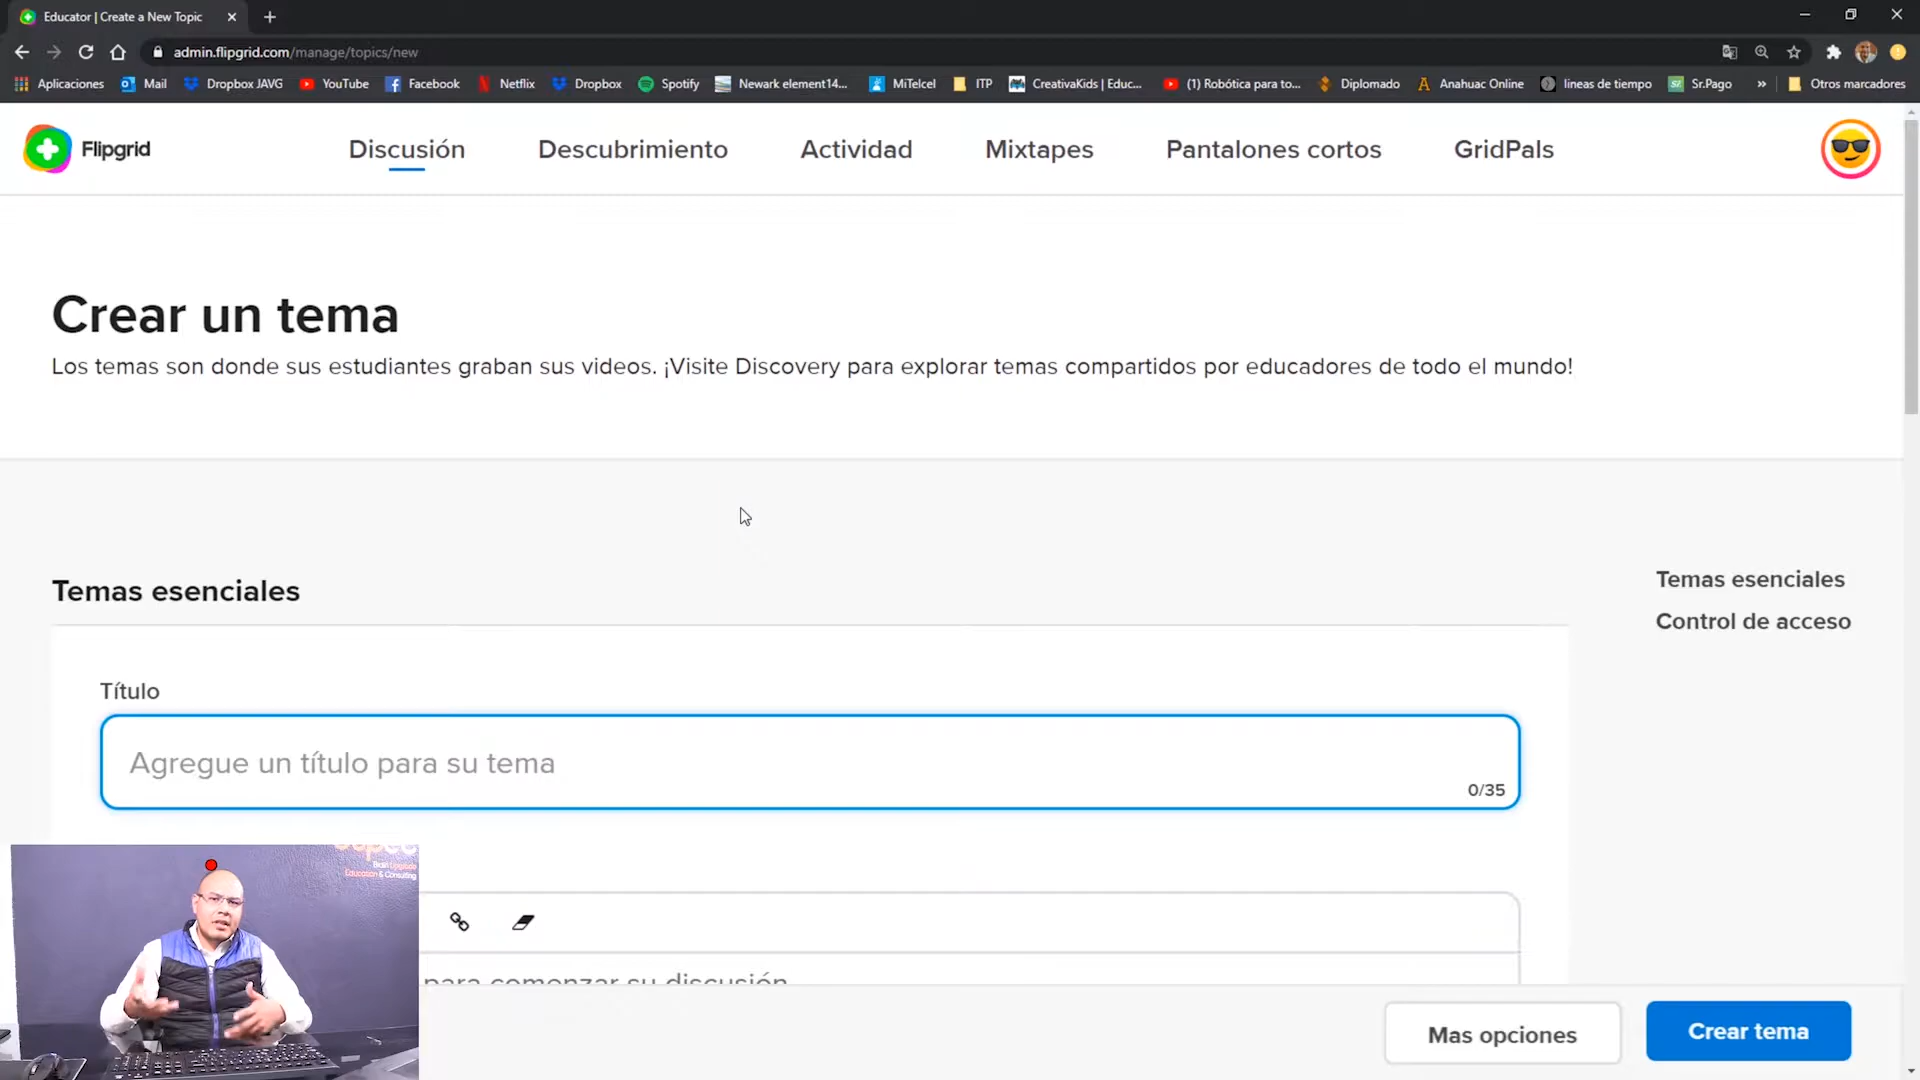 Educator | Create a New Topic
admin.flipgrid.com/manage/topics/new
Aplicaciones Mail Dropbox JAVG YouTube Facebook Netflix Dropbox Spotify Newark element14... MiTelcel ITP CreativaKids | Educ... (1) Robótica para to... Diplomado Anahuac Online lineas de tiempo Sr.Pago » Otros marcadores
Flipgrid Discusión Descubrimiento Actividad Mixtapes Pantalones cortos GridPals
Crear un tema
Los temas son donde sus estudiantes graban sus videos. ¡Visite Discovery para explorar temas compartidos por educadores de todo el mundo!
Temas esenciales
Temas esenciales
Control de acceso
Título
Agregue un título para su tema
0/35
Education & Consulting
para comenzar su discusión
Mas opciones
Crear tema